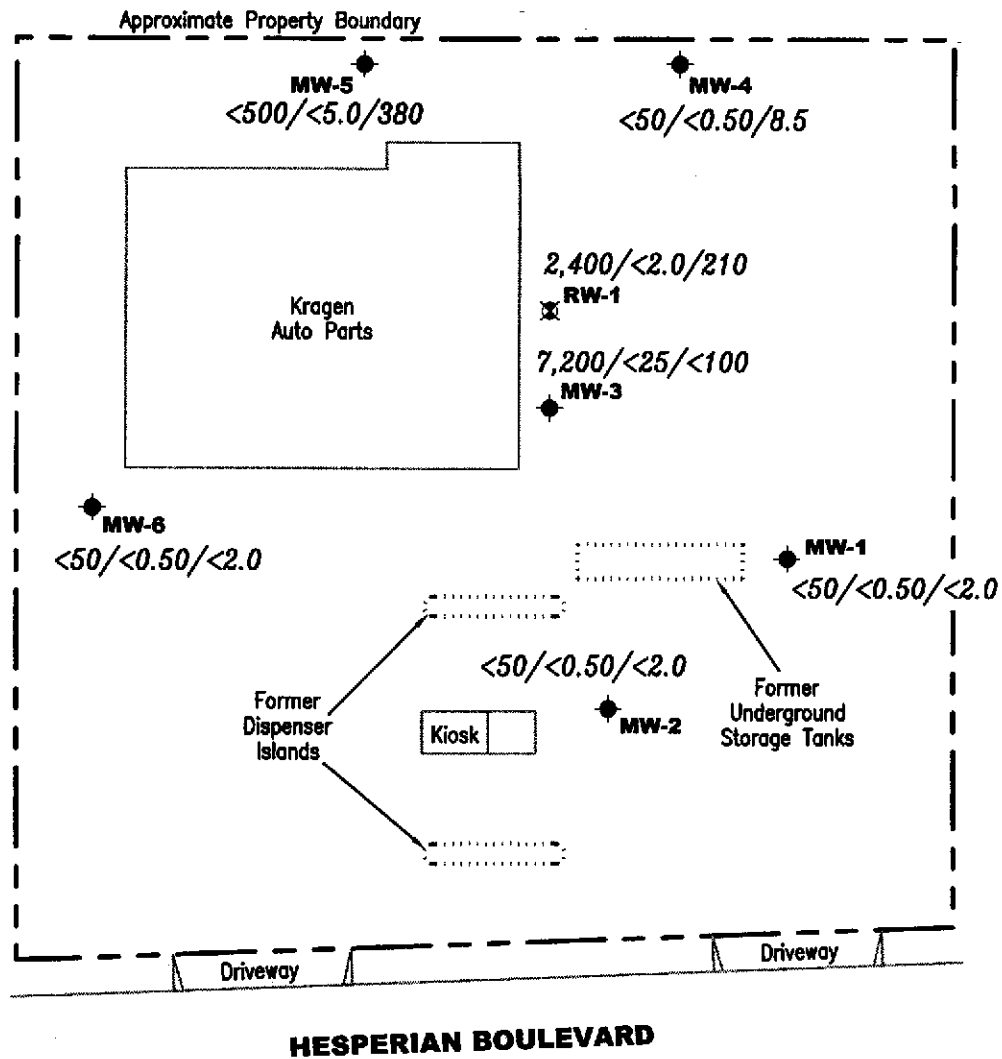 Approximate Property Boundary
MW-5
<500/<5.0/380
MW-4
<50/<0.50/8.5
2,400/<2.0/210
RW-1
Kragen
Auto Parts
7,200/<25/<100
MW-3
MW-6
<50/<0.50/<2.0
MW-1
<50/<0.50/<2.0
<50/<0.50/<2.0
MW-2
Former
Dispenser
Islands
Kiosk
Former
Underground
Storage Tanks
Driveway
Driveway
HESPERIAN BOULEVARD